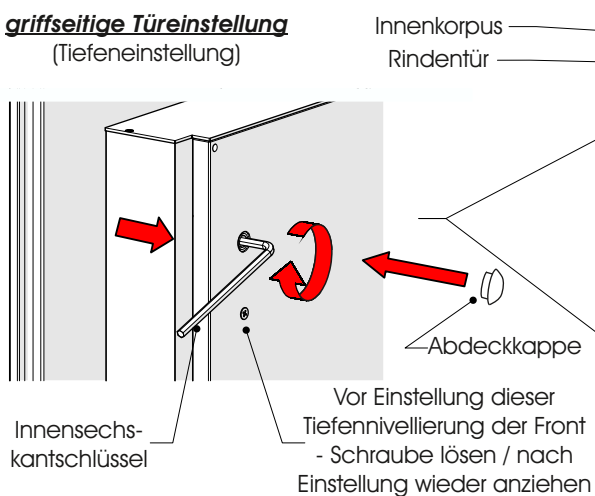 griffseitige Türeinstellung
(Tiefeneinstellung)
Innenkorpus
Rindentür
Abdeckkappe
Innensechs-
kantschlüssel
Vor Einstellung dieser
Tiefennivellierung der Front
- Schraube lösen / nach
Einstellung wieder anziehen